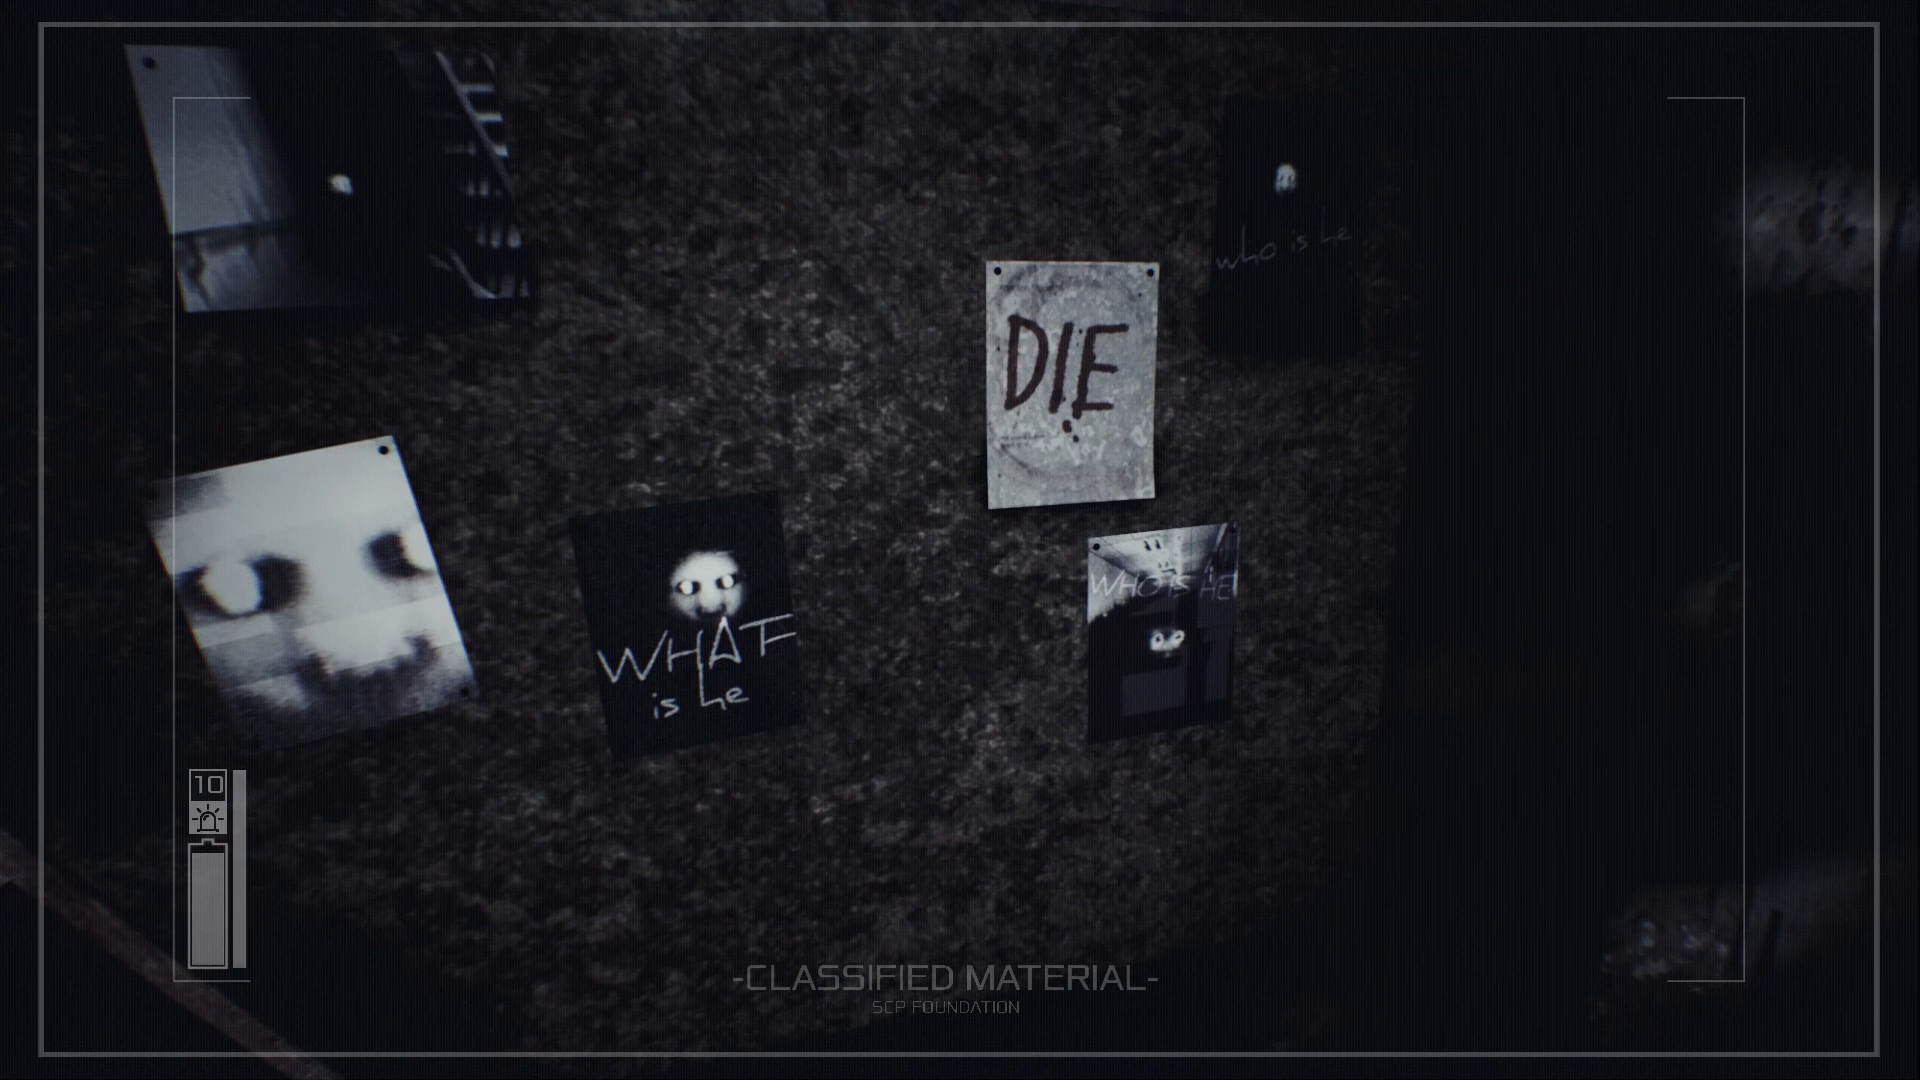 who is he
DIE
WHO IS HE
WHAT
is he
10
-CLASSIFIED MATERIAL-
SCP FOUNDATION